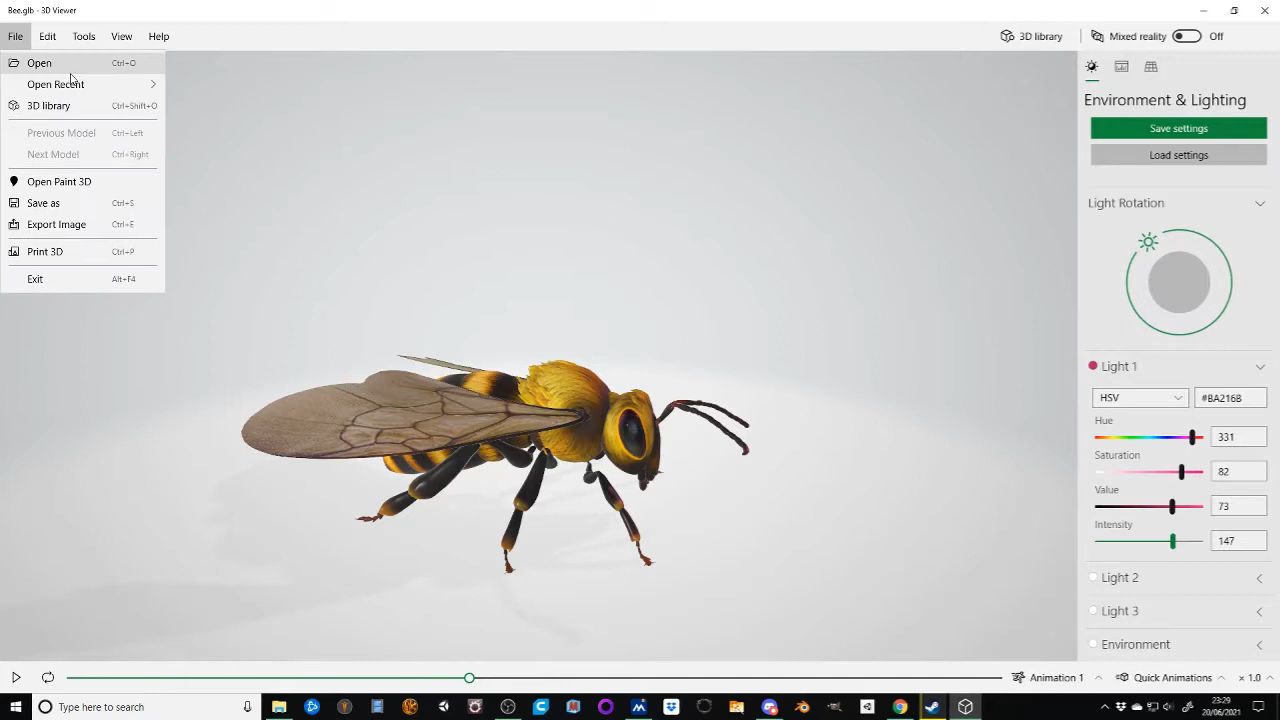 Bee.glb - 3D Viewer
File Edit Tools View Help 3D library Mixed reality Off
Open Ctrl+O
Open Recent
3D library Ctrl+Shift+O
Previous Model Ctrl+Left
Next Model Ctrl+Right
Open Paint 3D
Save as Ctrl+S
Export Image Ctrl+E
Print 3D Ctrl+P
Exit Alt+F4
Environment & Lighting
Save settings
Load settings
Light Rotation
Light 1
HSV #BA216B
Hue
331
Saturation
82
Value
73
Intensity
147
Light 2
Light 3
Environment
Animation 1 Quick Animations × 1.0
Type here to search
23:29
20/06/2021